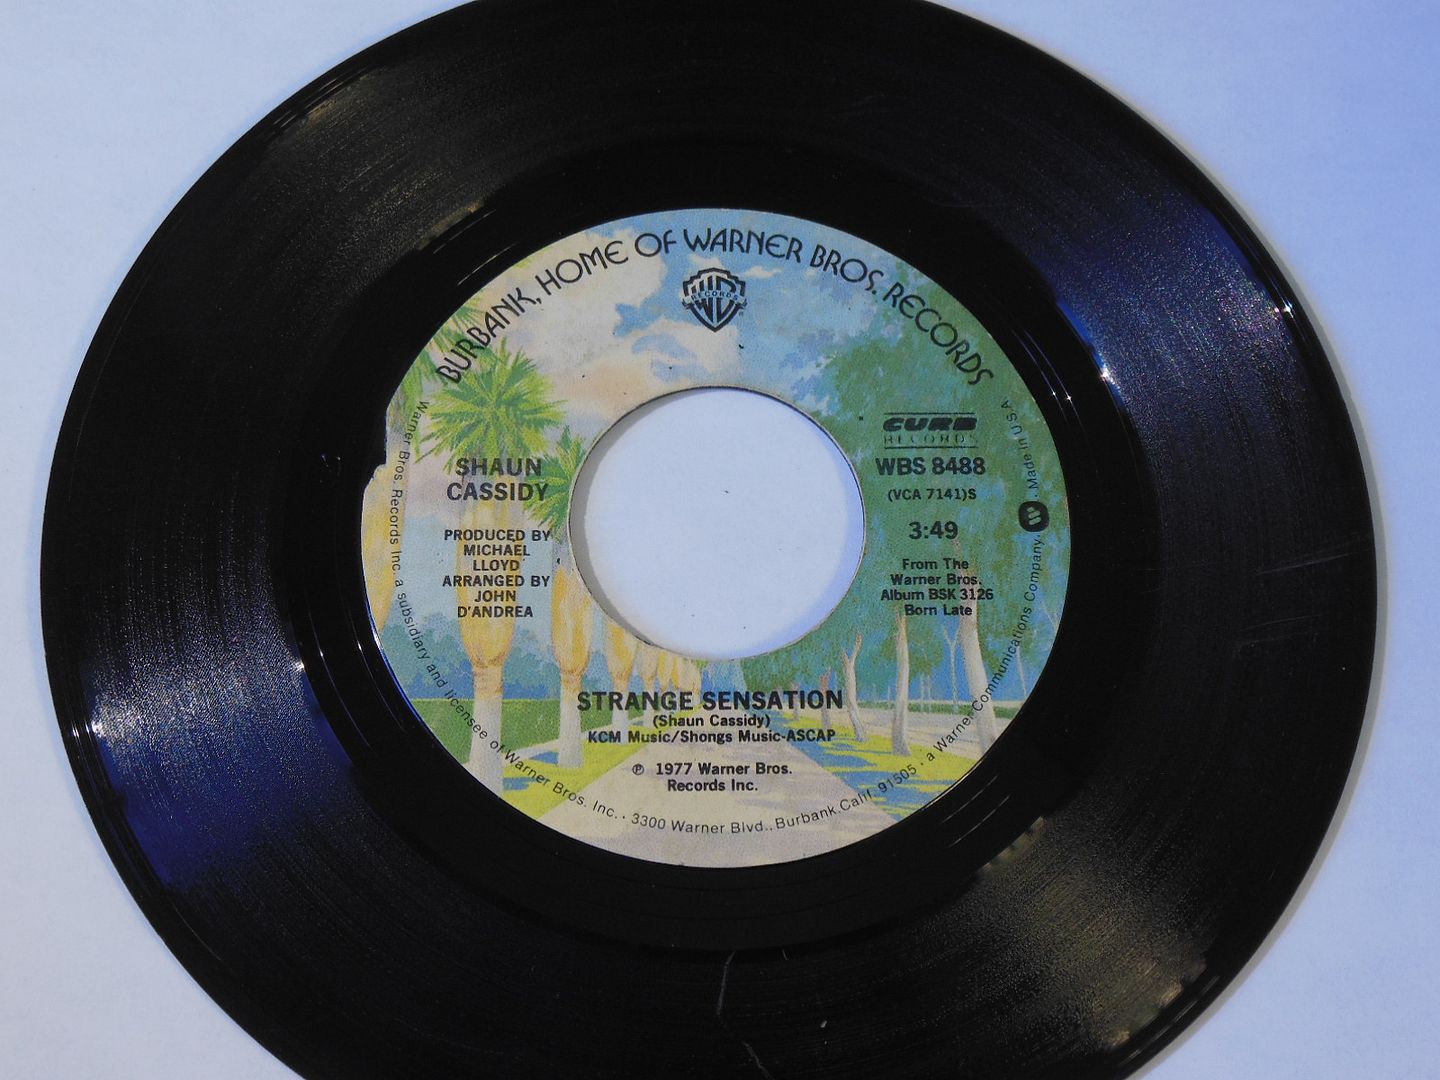 BURBANK, HOME OF WARNER BROS. RECORDS
RECORDS
SHAUN
CASSIDY
PRODUCED BY
MICHAEL
LLOYD
ARRANGED BY
JOHN
D'ANDREA
CURB
RECORDS
WBS 8488
(VCA 7141)S
3:49
From The
Warner Bros.
Album BSK 3126
Born Late
STRANGE SENSATION
(Shaun Cassidy)
KCM Music/Shongs Music-ASCAP
℗ 1977 Warner Bros.
Records Inc.
Warner Bros. Records Inc. a subsidiary and licensee of Warner Bros. Inc. · 3300 Warner Blvd., Burbank, Calif. 91505 · a Warner Communications Company. Made in U.S.A.